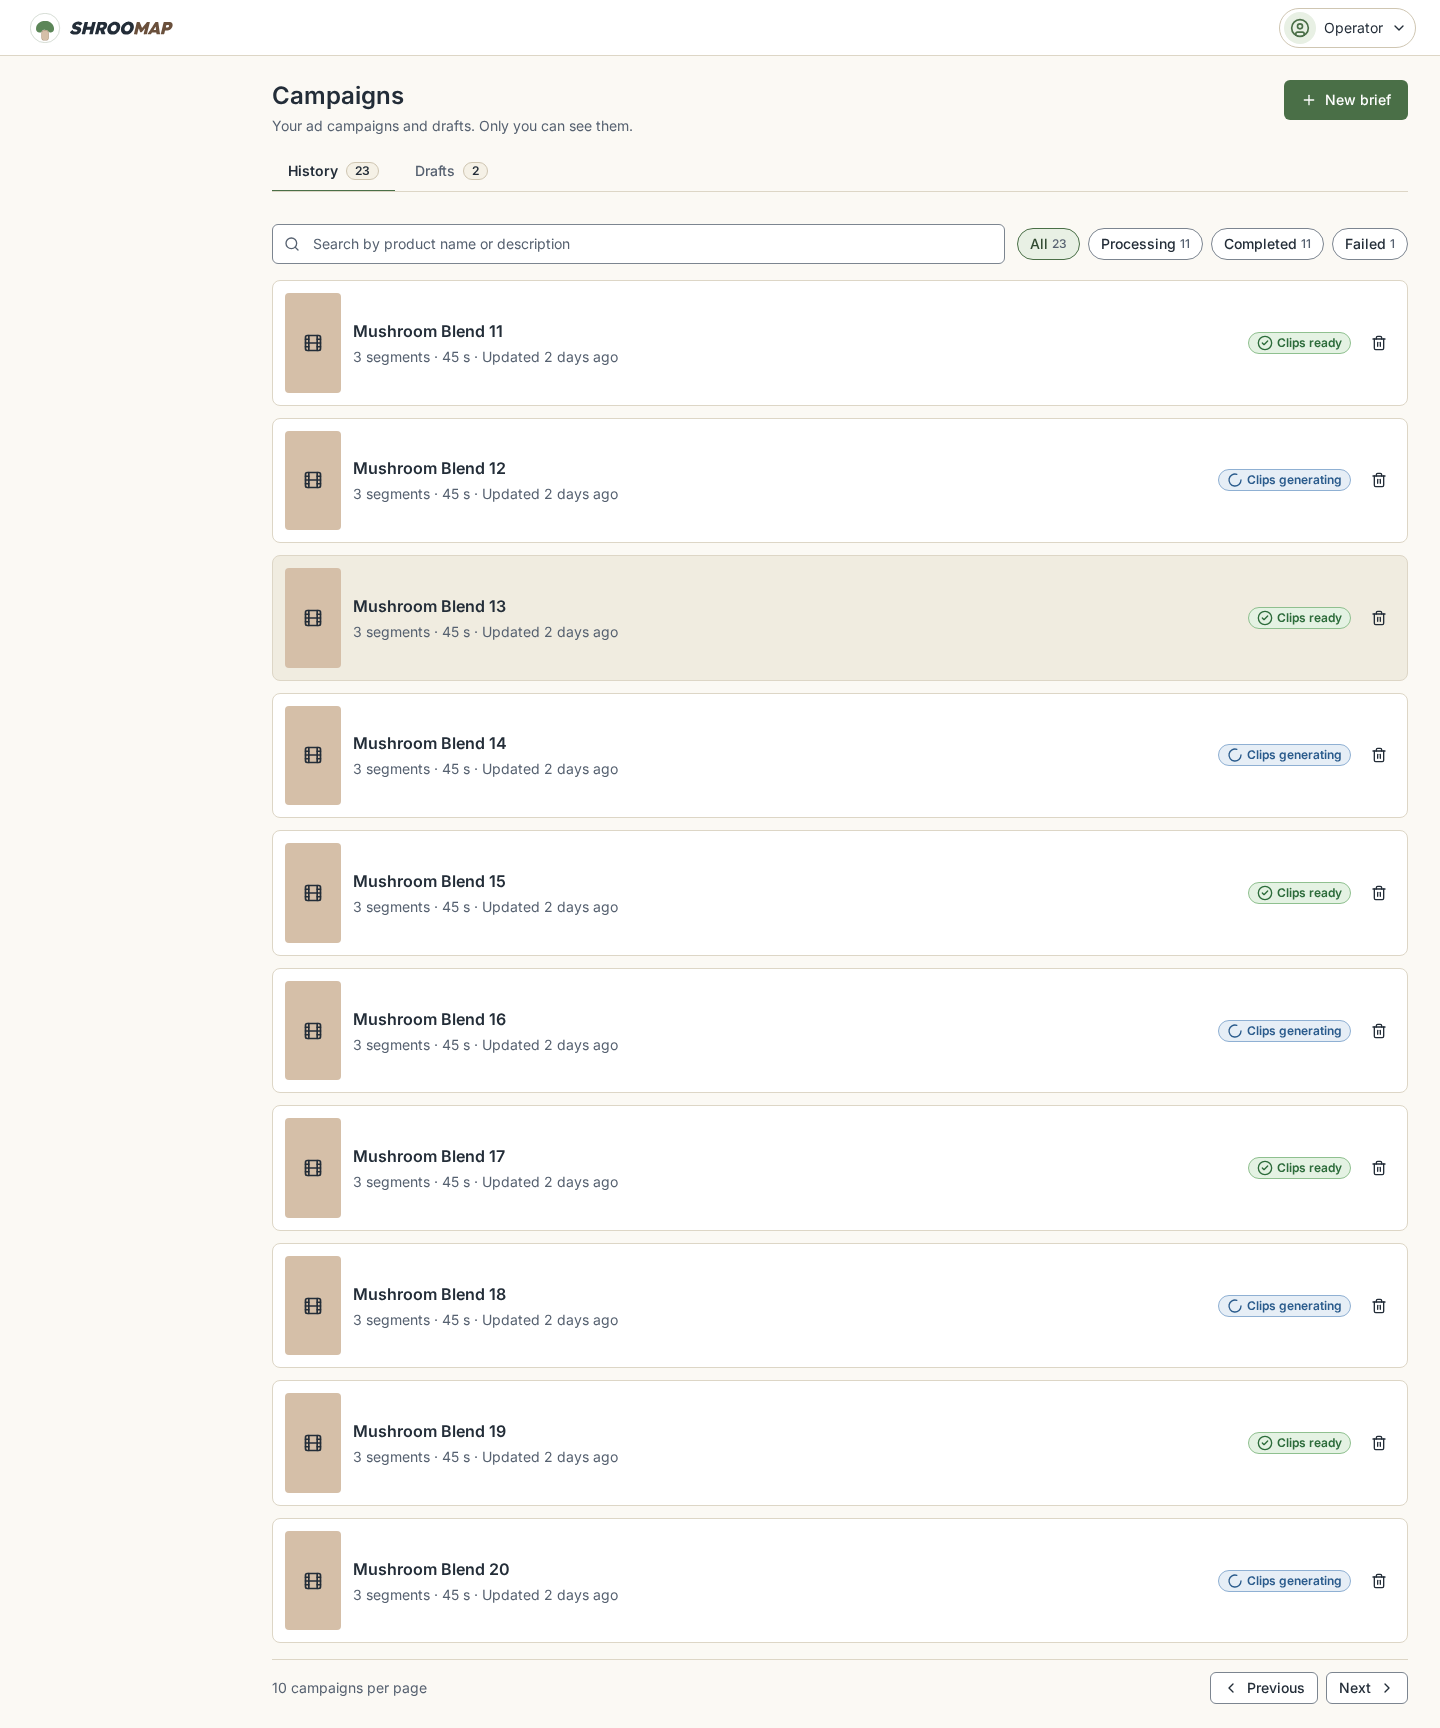 SHROOMAP
Operator
Campaigns
New brief
Your ad campaigns and drafts. Only you can see them.
History 23
Drafts 2
Search by product name or description
All 23
Processing 11
Completed 11
Failed 1
Mushroom Blend 11
3 segments · 45 s · Updated 2 days ago
Clips ready
Mushroom Blend 12
3 segments · 45 s · Updated 2 days ago
Clips generating
Mushroom Blend 13
3 segments · 45 s · Updated 2 days ago
Clips ready
Mushroom Blend 14
3 segments · 45 s · Updated 2 days ago
Clips generating
Mushroom Blend 15
3 segments · 45 s · Updated 2 days ago
Clips ready
Mushroom Blend 16
3 segments · 45 s · Updated 2 days ago
Clips generating
Mushroom Blend 17
3 segments · 45 s · Updated 2 days ago
Clips ready
Mushroom Blend 18
3 segments · 45 s · Updated 2 days ago
Clips generating
Mushroom Blend 19
3 segments · 45 s · Updated 2 days ago
Clips ready
Mushroom Blend 20
3 segments · 45 s · Updated 2 days ago
Clips generating
10 campaigns per page
Previous
Next